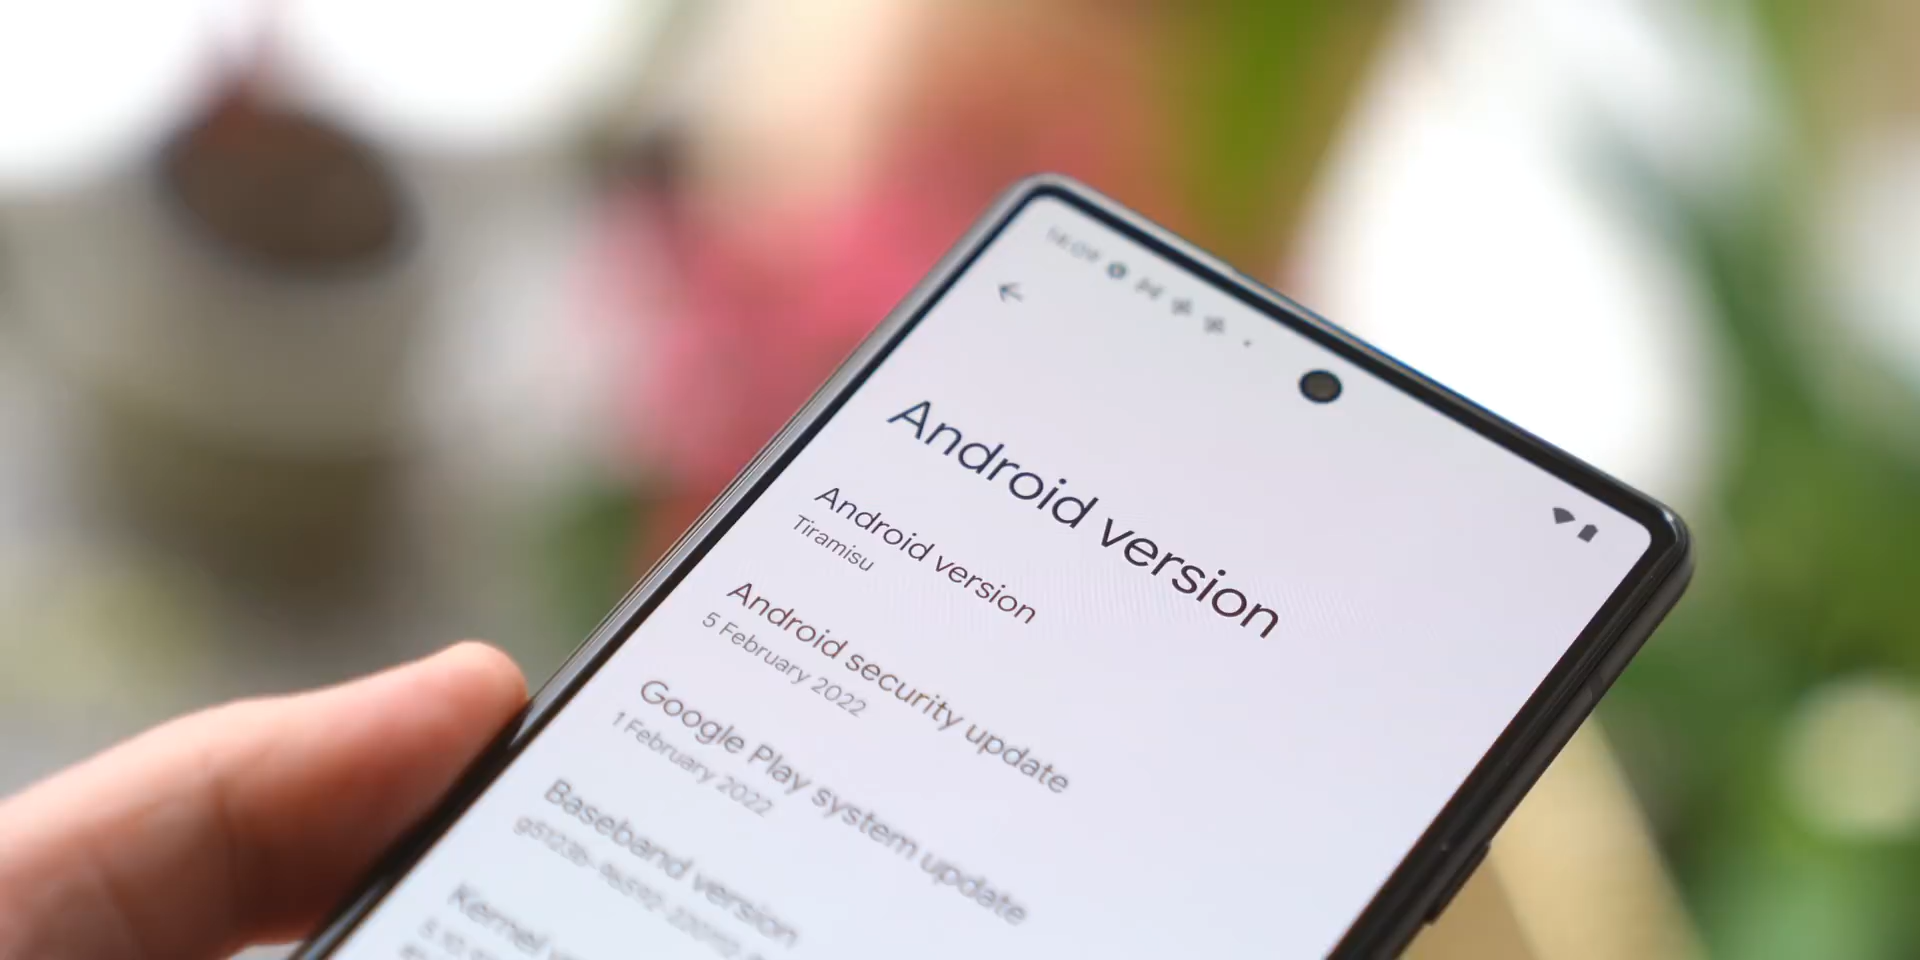 Android version
Android version
Tiramisu
Android security update
5 February 2022
Google Play system update
1 February 2022
Baseband version
Kernel